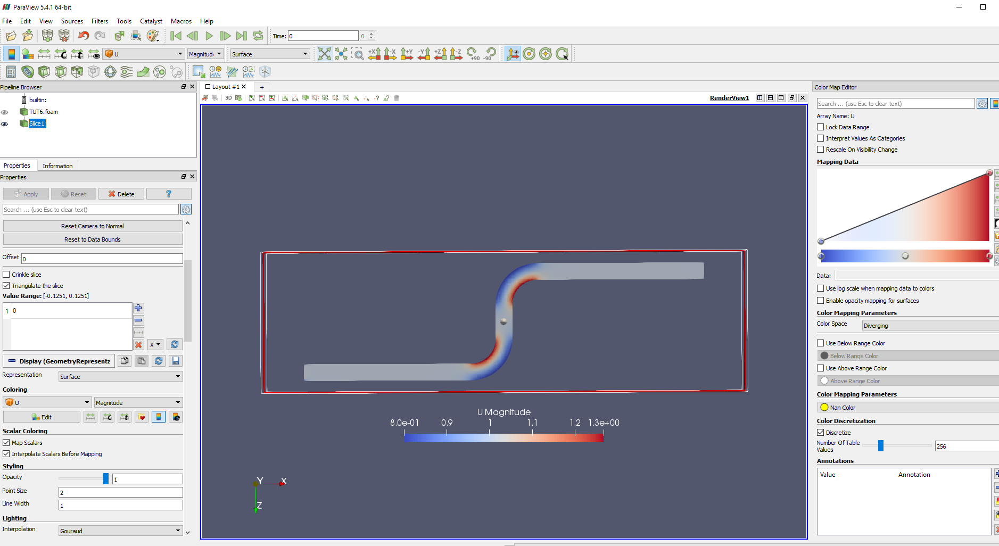 ParaView 5.4.1 64-bit
File Edit View Sources Filters Tools Catalyst Macros Help
Time: 0 0
U Magnitude Surface +X -X +Y -Y +Z -Z +90 -90
Pipeline Browser
Layout #1
Color Map Editor
builtin:
TUT6.foam
Slice1
3D
RenderView1
Properties Information
Properties
Apply Reset Delete ?
Search ... (use Esc to clear text)
Reset Camera to Normal
Reset to Data Bounds
Offset 0
Crinkle slice
Triangulate the slice
Value Range: [-0.1251, 0.1251]
1 0
X
Display (GeometryRepresenta
Representation Surface
Coloring
U Magnitude
Edit
Scalar Coloring
Map Scalars
Interpolate Scalars Before Mapping
Styling
Opacity 1
Point Size 2
Line Width 1
Lighting
Interpolation Gouraud
U Magnitude
8.0e-01 0.9 1 1.1 1.2 1.3e+00
Y X
Z
Search ... (use Esc to clear text)
Array Name: U
Lock Data Range
Interpret Values As Categories
Rescale On Visibility Change
Mapping Data
Data:
Use log scale when mapping data to colors
Enable opacity mapping for surfaces
Color Mapping Parameters
Color Space Diverging
Use Below Range Color
Below Range Color
Use Above Range Color
Above Range Color
Color Mapping Parameters
Nan Color
Color Discretization
Discretize
Number Of Table
Values 256
Annotations
Value Annotation